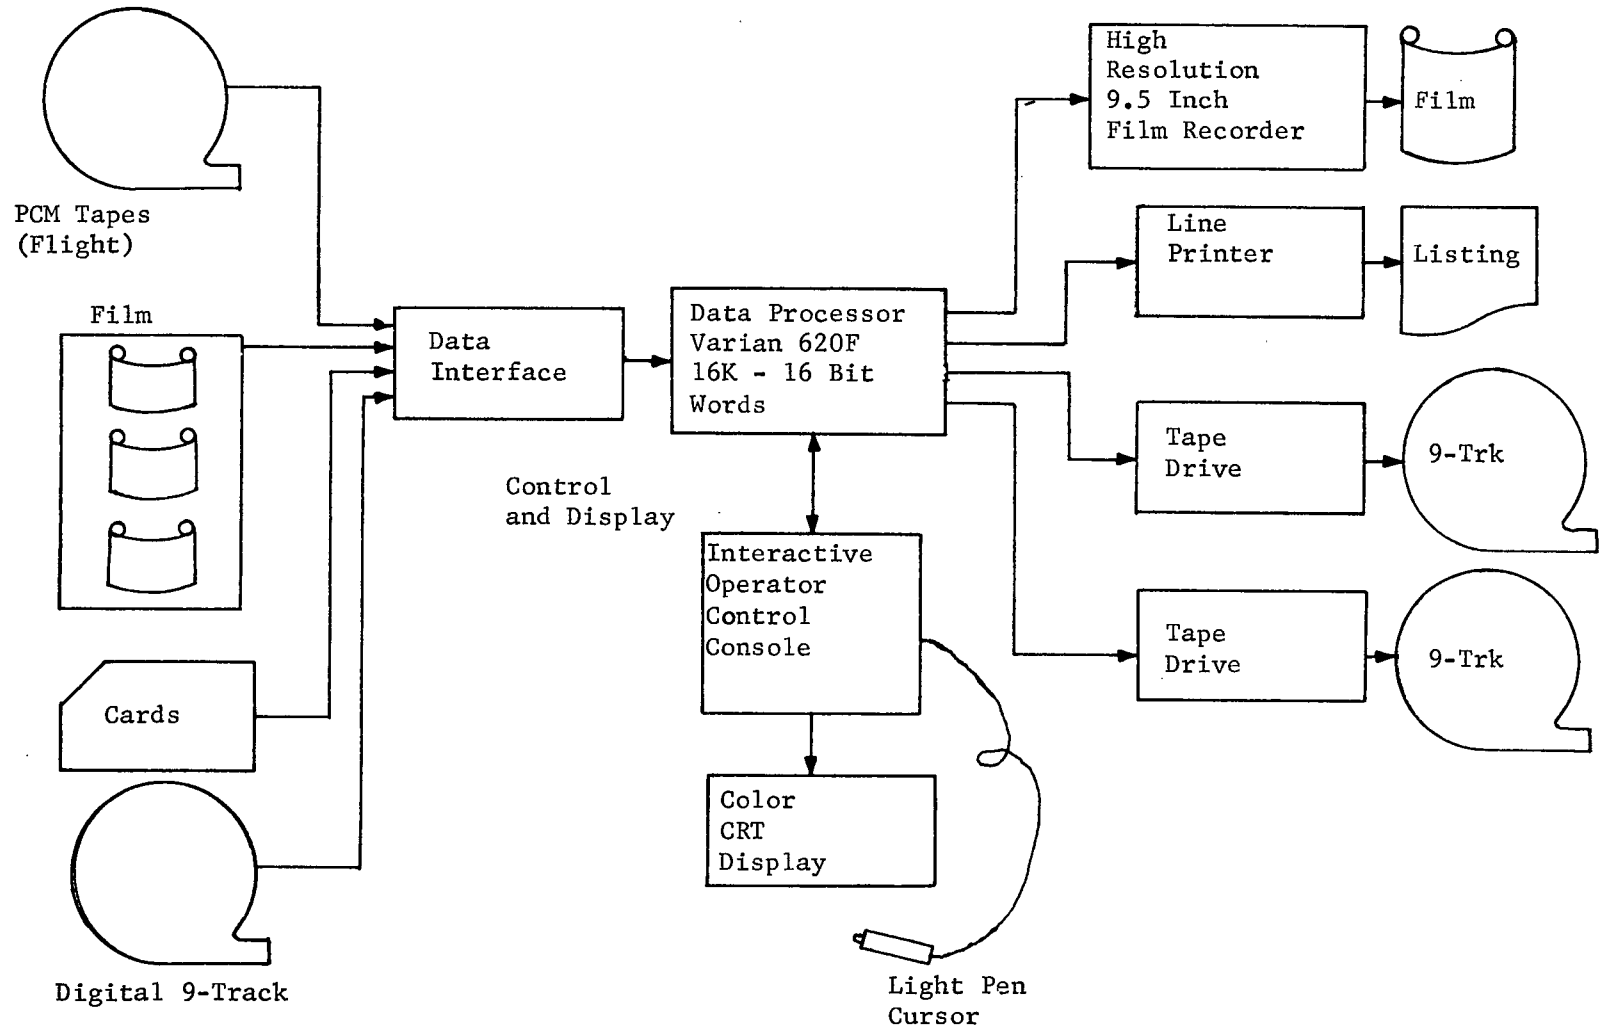 PCM Tapes
(Flight)
Film
Cards
Digital 9-Track
Data
Interface
Data Processor
Varian 620F
16K - 16 Bit
Words
Control
and Display
Interactive
Operator
Control
Console
Color
CRT
Display
Light Pen
Cursor
High
Resolution
9.5 Inch
Film Recorder
Film
Line
Printer
Listing
Tape
Drive
9-Trk
Tape
Drive
9-Trk